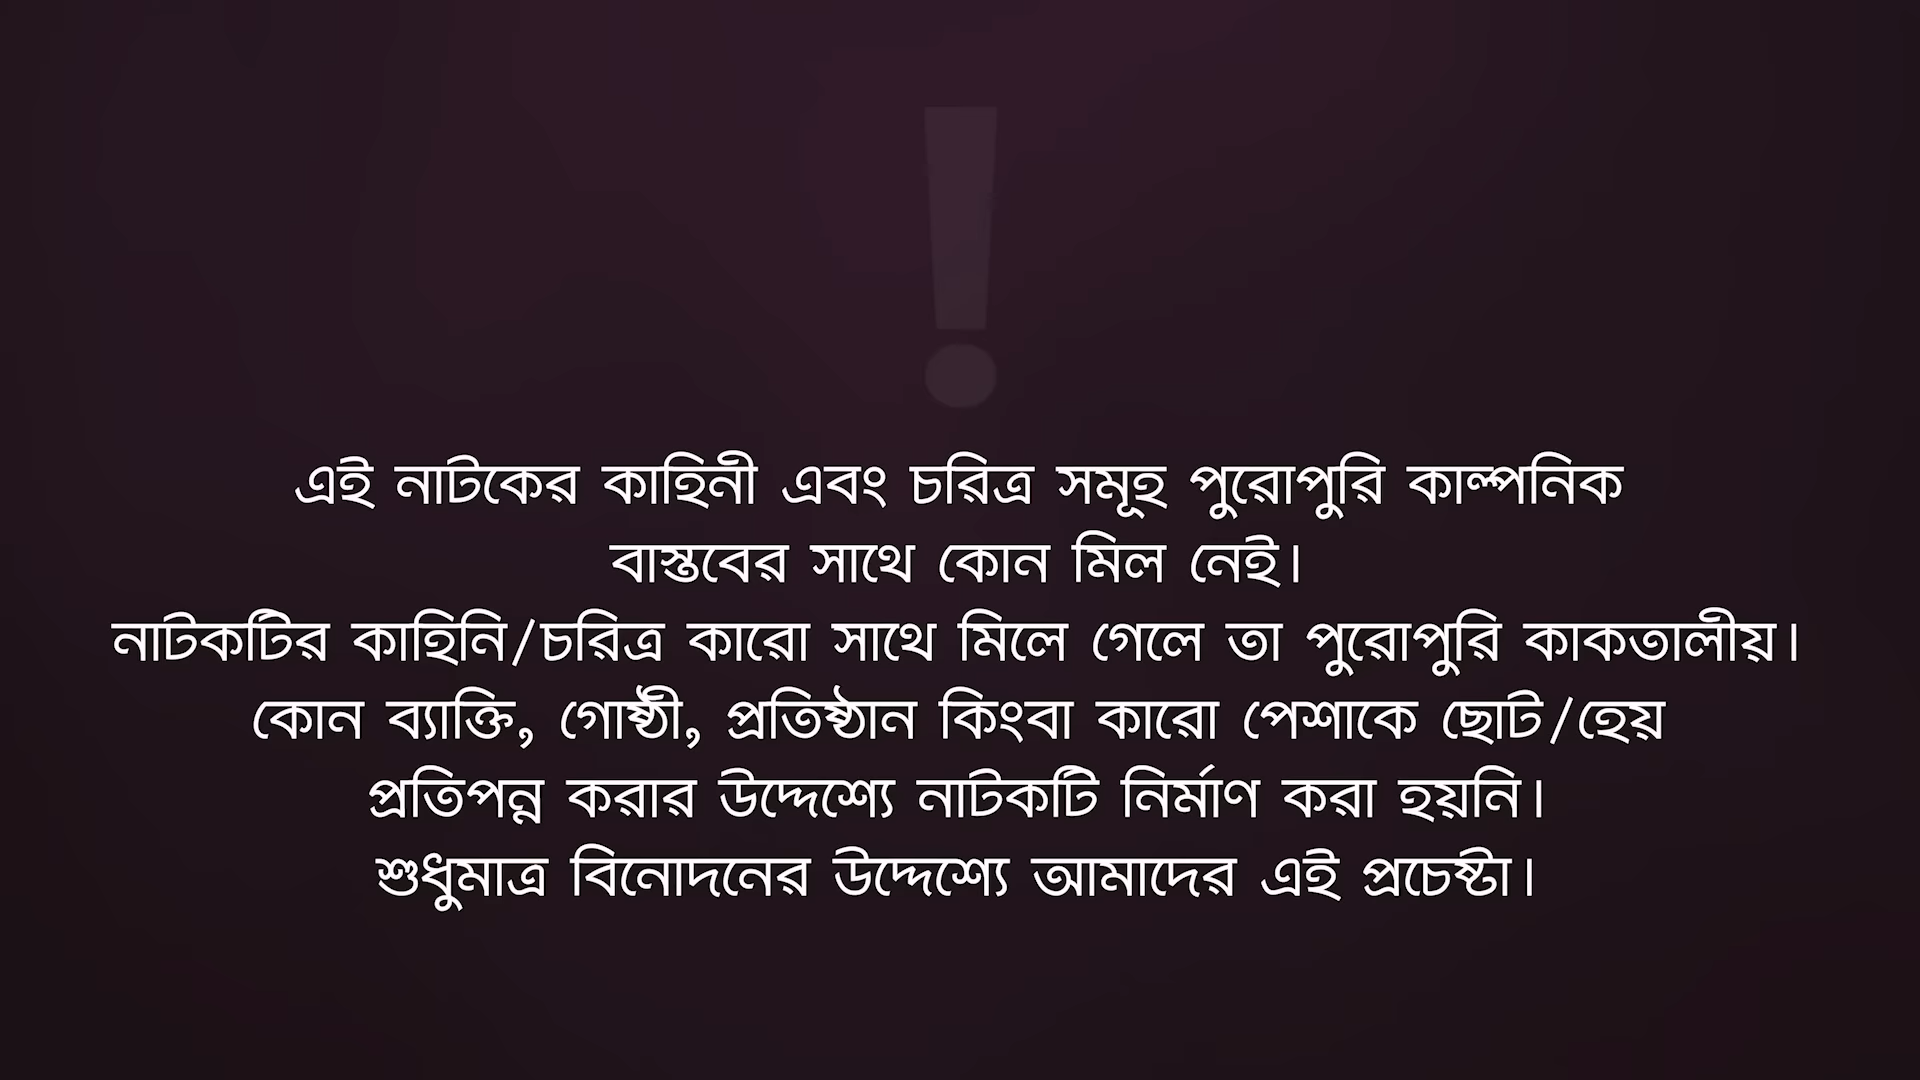 এই নাটকের কাহিনী এবং চরিত্র সমূহ পুরোপুরি কাল্পনিক
বাস্তবের সাথে কোন মিল নেই।
নাটকটির কাহিনি/চরিত্র কারো সাথে মিলে গেলে তা পুরোপুরি কাকতালীয়।
কোন ব্যাক্তি, গোষ্ঠী, প্রতিষ্ঠান কিংবা কারো পেশাকে ছোট/হেয়
প্রতিপন্ন করার উদ্দেশ্যে নাটকটি নির্মাণ করা হয়নি।
শুধুমাত্র বিনোদনের উদ্দেশ্যে আমাদের এই প্রচেষ্টা।